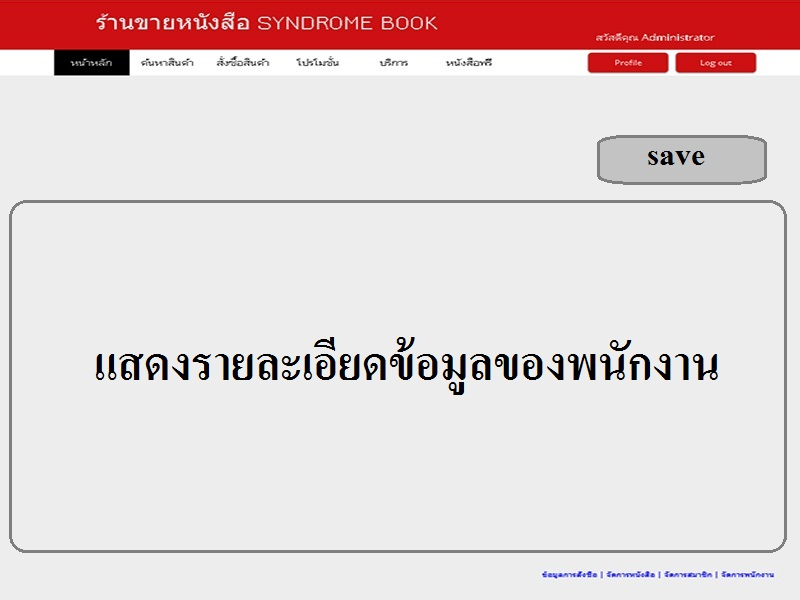 ร้านขายหนังสือ SYNDROME BOOK
สวัสดีคุณ Administrator
หน้าหลัก ค้นหาสินค้า สั่งซื้อสินค้า โปรโมชั่น บริการ หนังสือฟรี Profile Log out
save
แสดงรายละเอียดข้อมูลของพนักงาน
ข้อมูลการสั่งซื้อ | จัดการหนังสือ | จัดการสมาชิก | จัดการพนักงาน